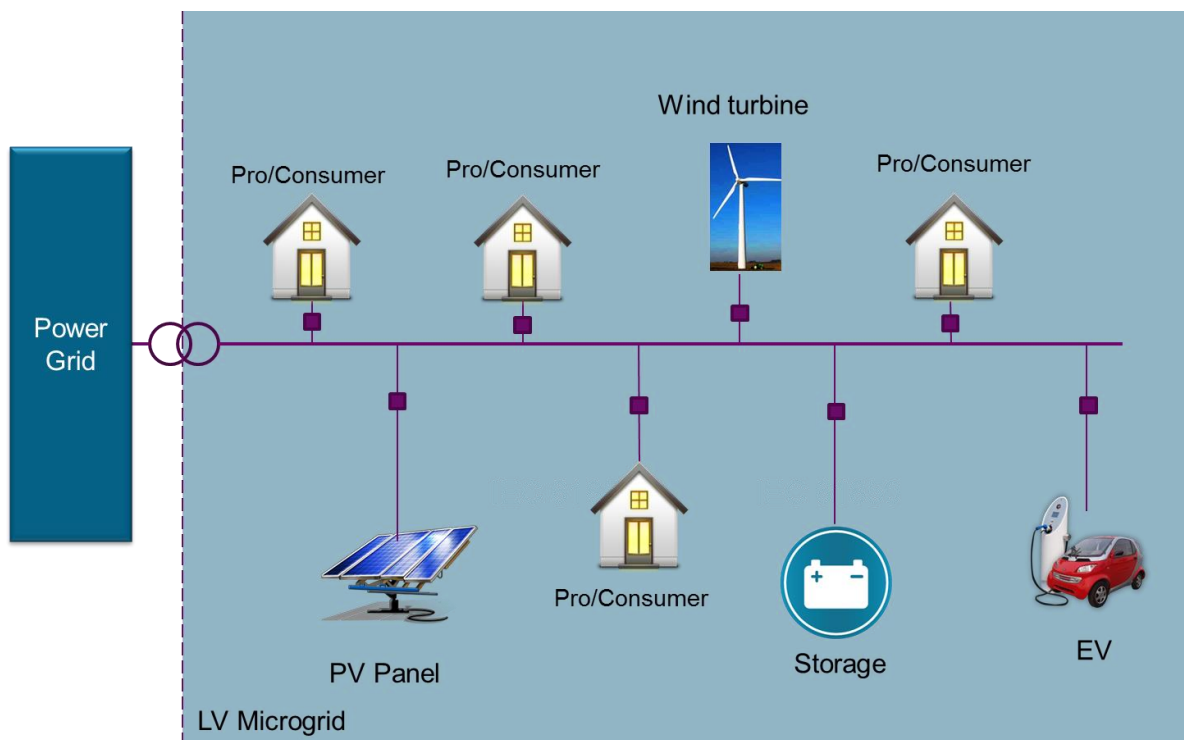 Wind turbine
Pro/Consumer
Pro/Consumer
Pro/Consumer
Power
Grid
Pro/Consumer
PV Panel
Storage
EV
LV Microgrid